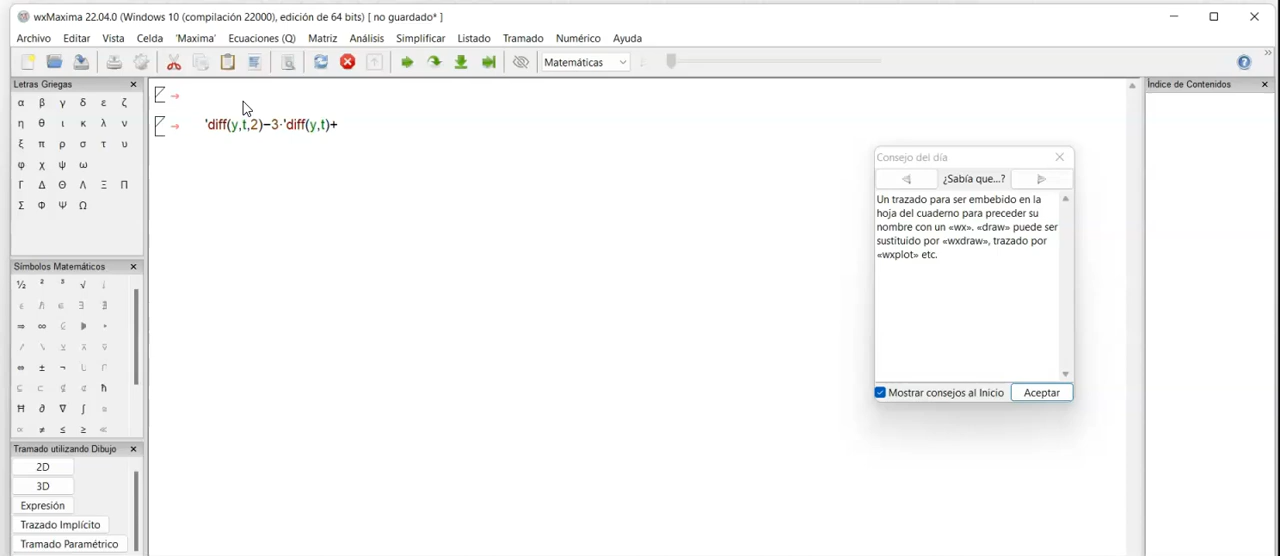 wxMaxima 22.04.0 (Windows 10 (compilación 22000), edición de 64 bits) [ no guardado* ]
Archivo Editar Vista Celda 'Maxima' Ecuaciones (Q) Matriz Análisis Simplificar Listado Tramado Numérico Ayuda
Matemáticas
Letras Griegas
α β γ δ ε ζ
η θ ι κ λ ν
ξ π ρ σ τ υ
φ χ ψ ω
Γ Δ Θ Λ Ξ Π
Σ Φ Ψ Ω
'diff(y,t,2)−3·'diff(y,t)+
Símbolos Matemáticos
½ ² ³ √ i
e ℏ ∈ ∃ ∄
⇒ ∞
∞ ± ¬ ∪ ∩
⊆ ⊂ ⊈ ⊄ ħ
Ħ ∂ ∇ ∫ ≅
∝ ≠ ≤ ≥ ≪
Tramado utilizando Dibujo
2D
3D
Expresión
Trazado Implícito
Tramado Paramétrico
Consejo del día
¿Sabía que...?
Un trazado para ser embebido en la
hoja del cuaderno para preceder su
nombre con un «wx». «draw» puede ser
sustituido por «wxdraw», trazado por
«wxplot» etc.
Mostrar consejos al Inicio Aceptar
Índice de Contenidos